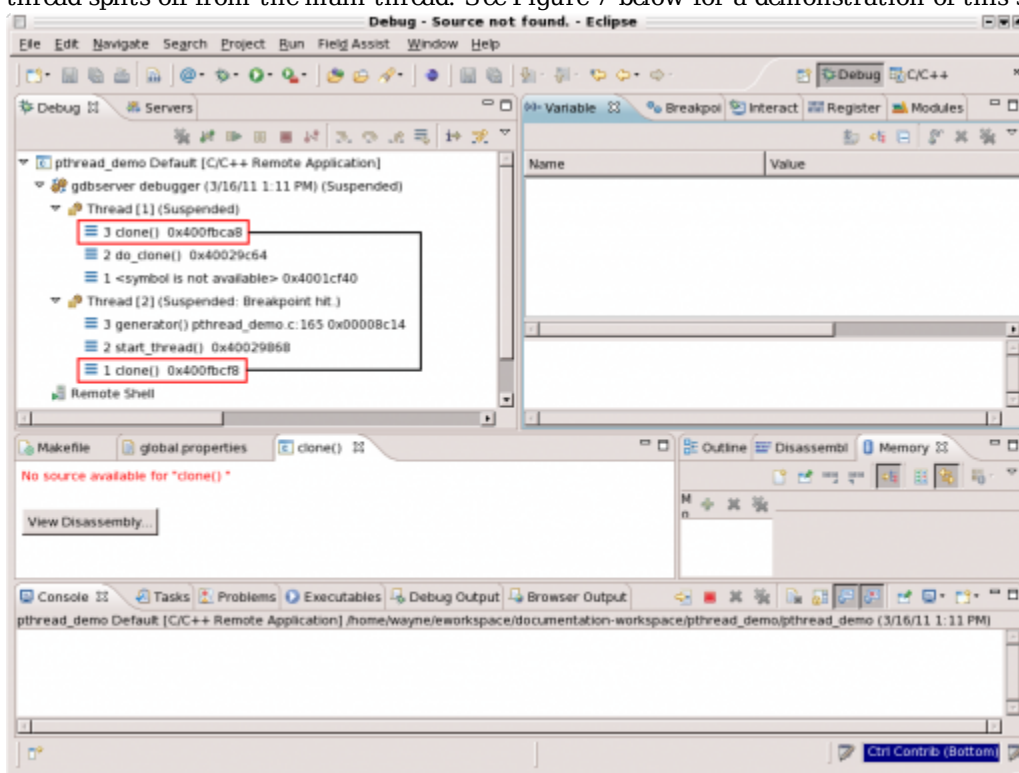 thread splits off from the main thread. See Figure 7 below for a demonstration of this
Debug - Source not found. - Eclipse
File Edit Navigate Search Project Run Field Assist Window Help
Debug C/C++
Debug Servers
Variable Breakpoi Interact Register Modules
Name Value
pthread_demo Default [C/C++ Remote Application]
gdbserver debugger (3/16/11 1:11 PM) (Suspended)
Thread [1] (Suspended)
3 clone() 0x400fbca8
2 do_clone() 0x40029c64
1 <symbol is not available> 0x4001cf40
Thread [2] (Suspended: Breakpoint hit.)
3 generator() pthread_demo.c:165 0x00008c14
2 start_thread() 0x40029868
1 clone() 0x400fbcf8
Remote Shell
Makefile global.properties clone()
No source available for "clone() "
View Disassembly...
Outline Disassembl Memory
M
o
Console Tasks Problems Executables Debug Output Browser Output
pthread_demo Default [C/C++ Remote Application] /home/wayne/eworkspace/documentation-workspace/pthread_demo/pthread_demo (3/16/11 1:11 PM)
Ctrl Contrib (Bottom)